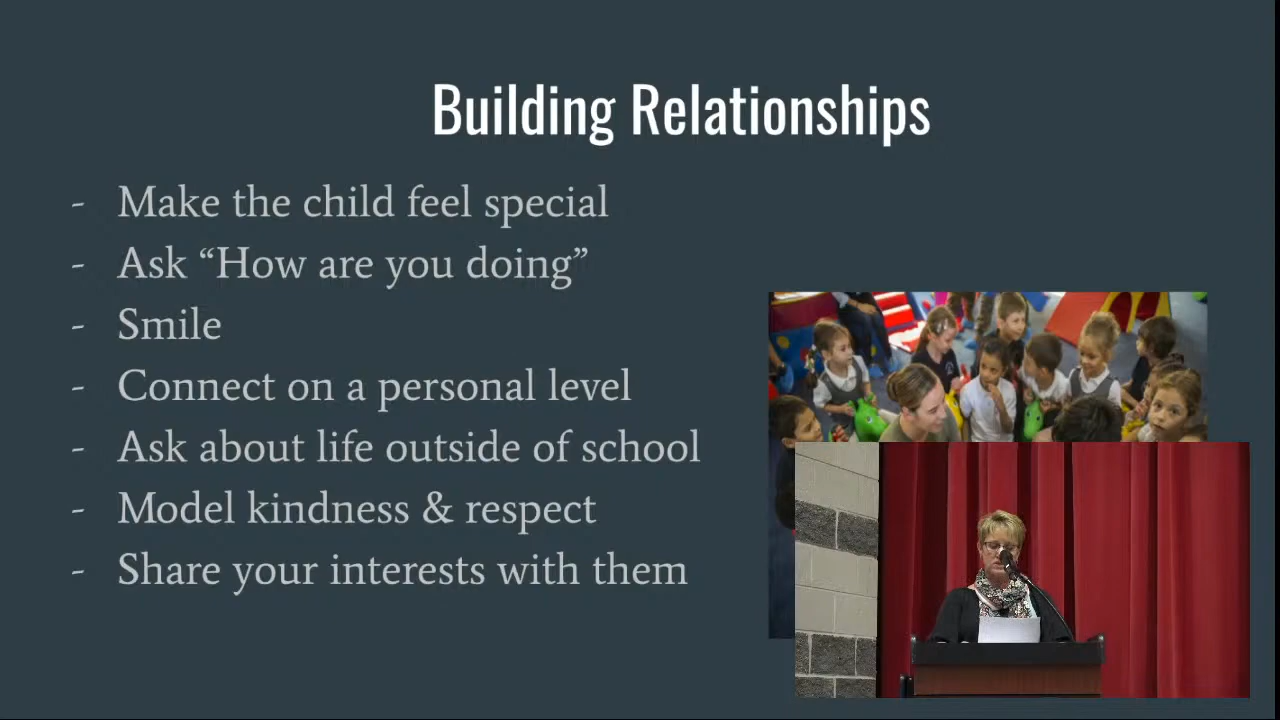 Building Relationships
- Make the child feel special
- Ask “How are you doing”
- Smile
- Connect on a personal level
- Ask about life outside of school
- Model kindness & respect
- Share your interests with them